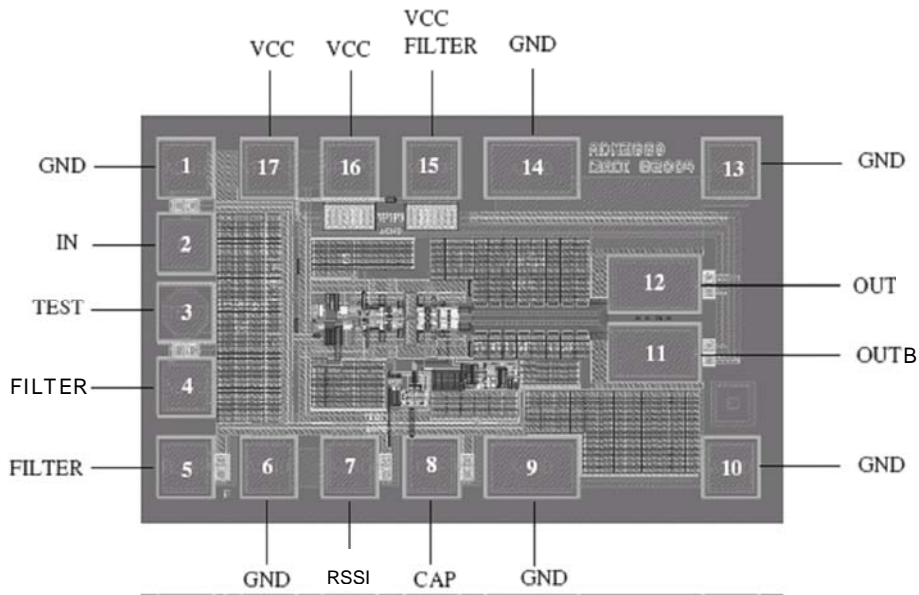 VCC
VCC
VCC
FILTER
GND
GND
1
17
16
15
14
13
GND
IN
2
TEST
3
12
OUT
11
OUTB
FILTER
4
FILTER
5
6
7
8
9
10
GND
GND
RSSI
CAP
GND